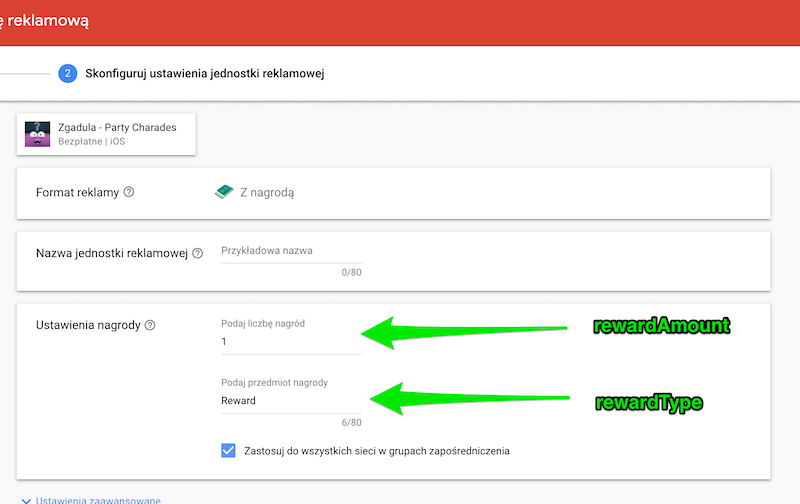 reklamową
2 Skonfiguruj ustawienia jednostki reklamowej
Zgadula - Party Charades
Bezpłatne | iOS
Format reklamy ? Z nagrodą
Nazwa jednostki reklamowej ? Przykładowa nazwa
0/80
Ustawienia nagrody ? Podaj liczbę nagród
rewardAmount
1
Podaj przedmiot nagrody
Reward
rewardType
6/80
Zastosuj do wszystkich sieci w grupach zapośredniczenia
Ustawienia zaawansowane